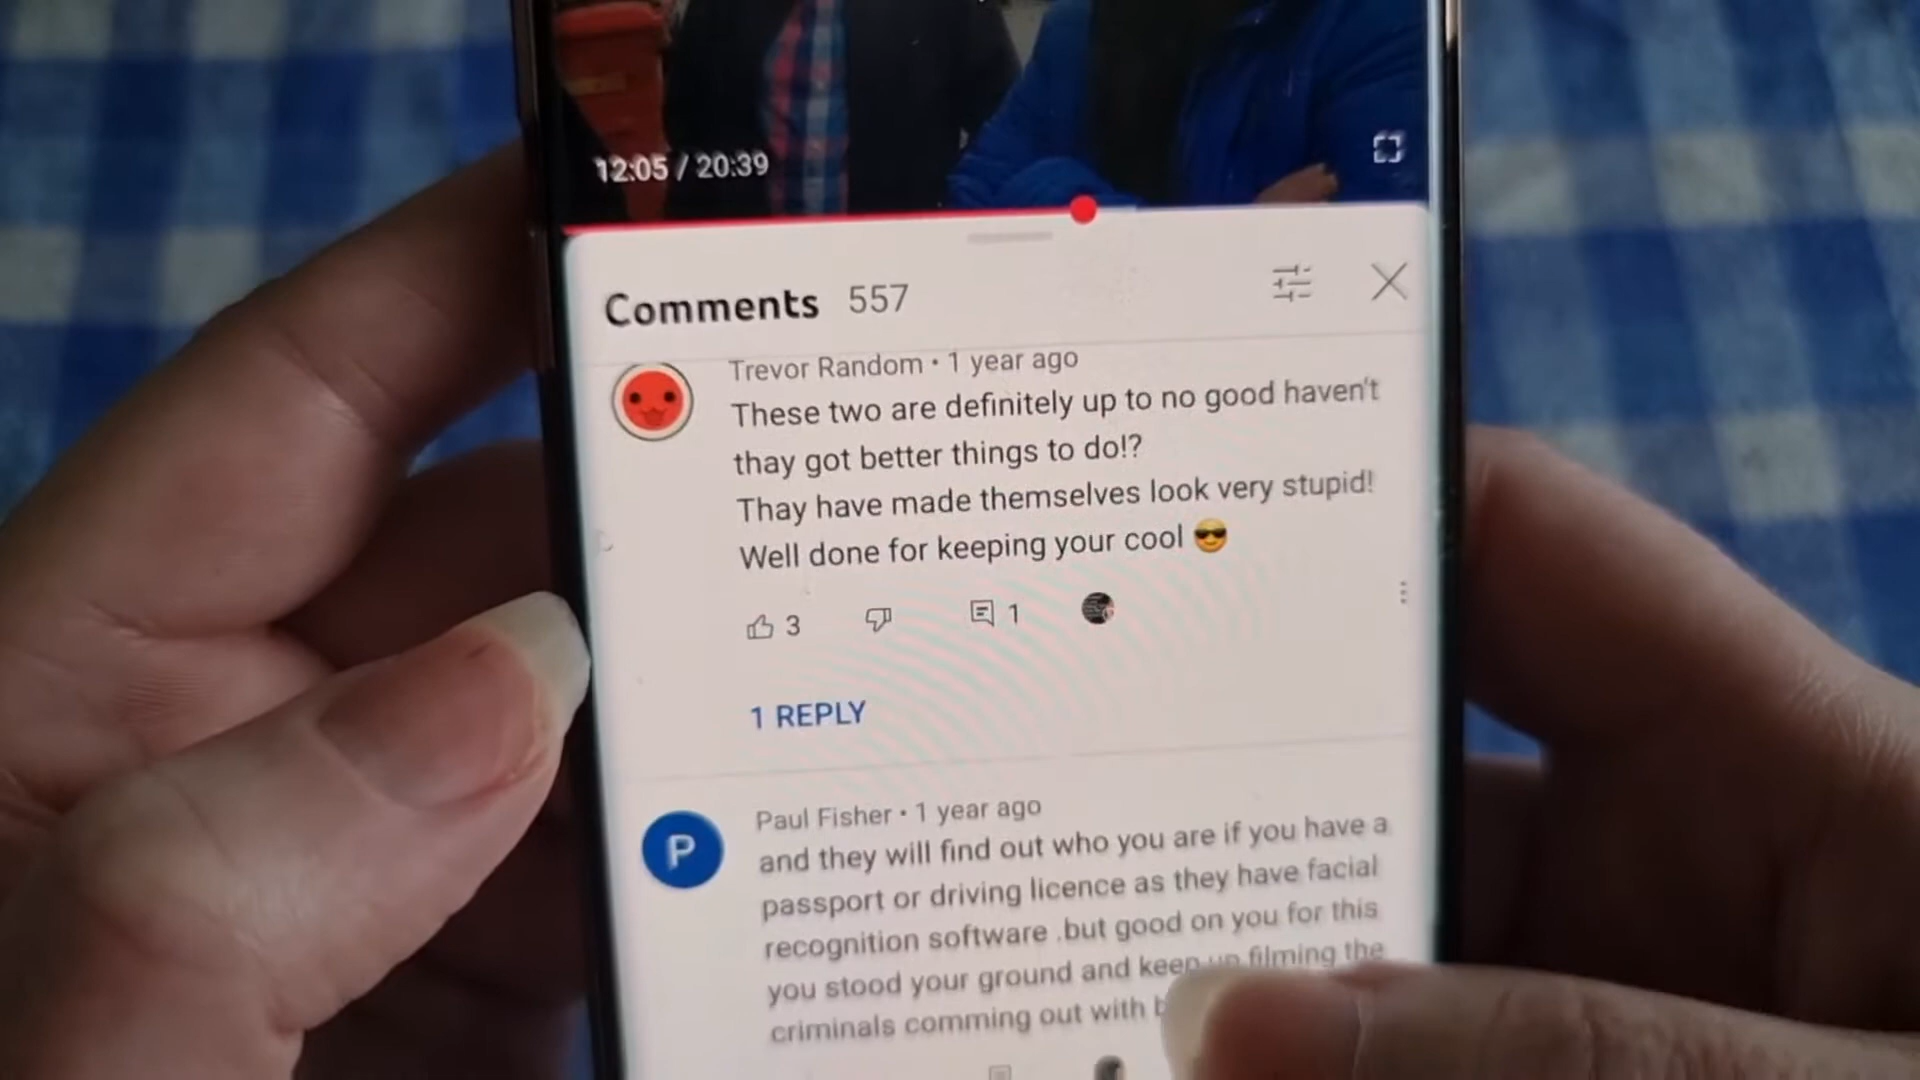 12:05 / 20:39
Comments 557
Trevor Random • 1 year ago
These two are definitely up to no good haven't
thay got better things to do!?
Thay have made themselves look very stupid!
Well done for keeping your cool 😎
3
1
1 REPLY
P
Paul Fisher • 1 year ago
and they will find out who you are if you have a
passport or driving licence as they have facial
recognition software .but good on you for this
you stood your ground and keep up filming the
criminals comming out with